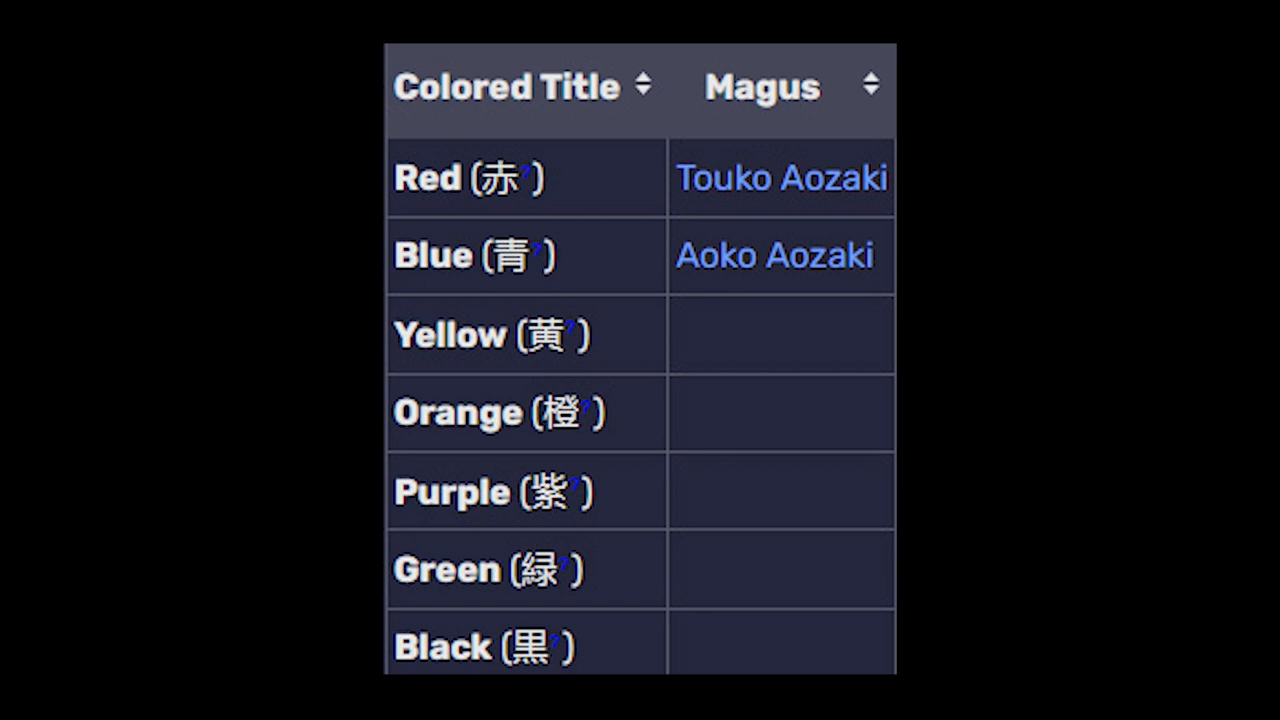 Colored Title Magus
Red (赤?) Touko Aozaki
Blue (青?) Aoko Aozaki
Yellow (黄?)
Orange (橙?)
Purple (紫?)
Green (緑?)
Black (黒?)